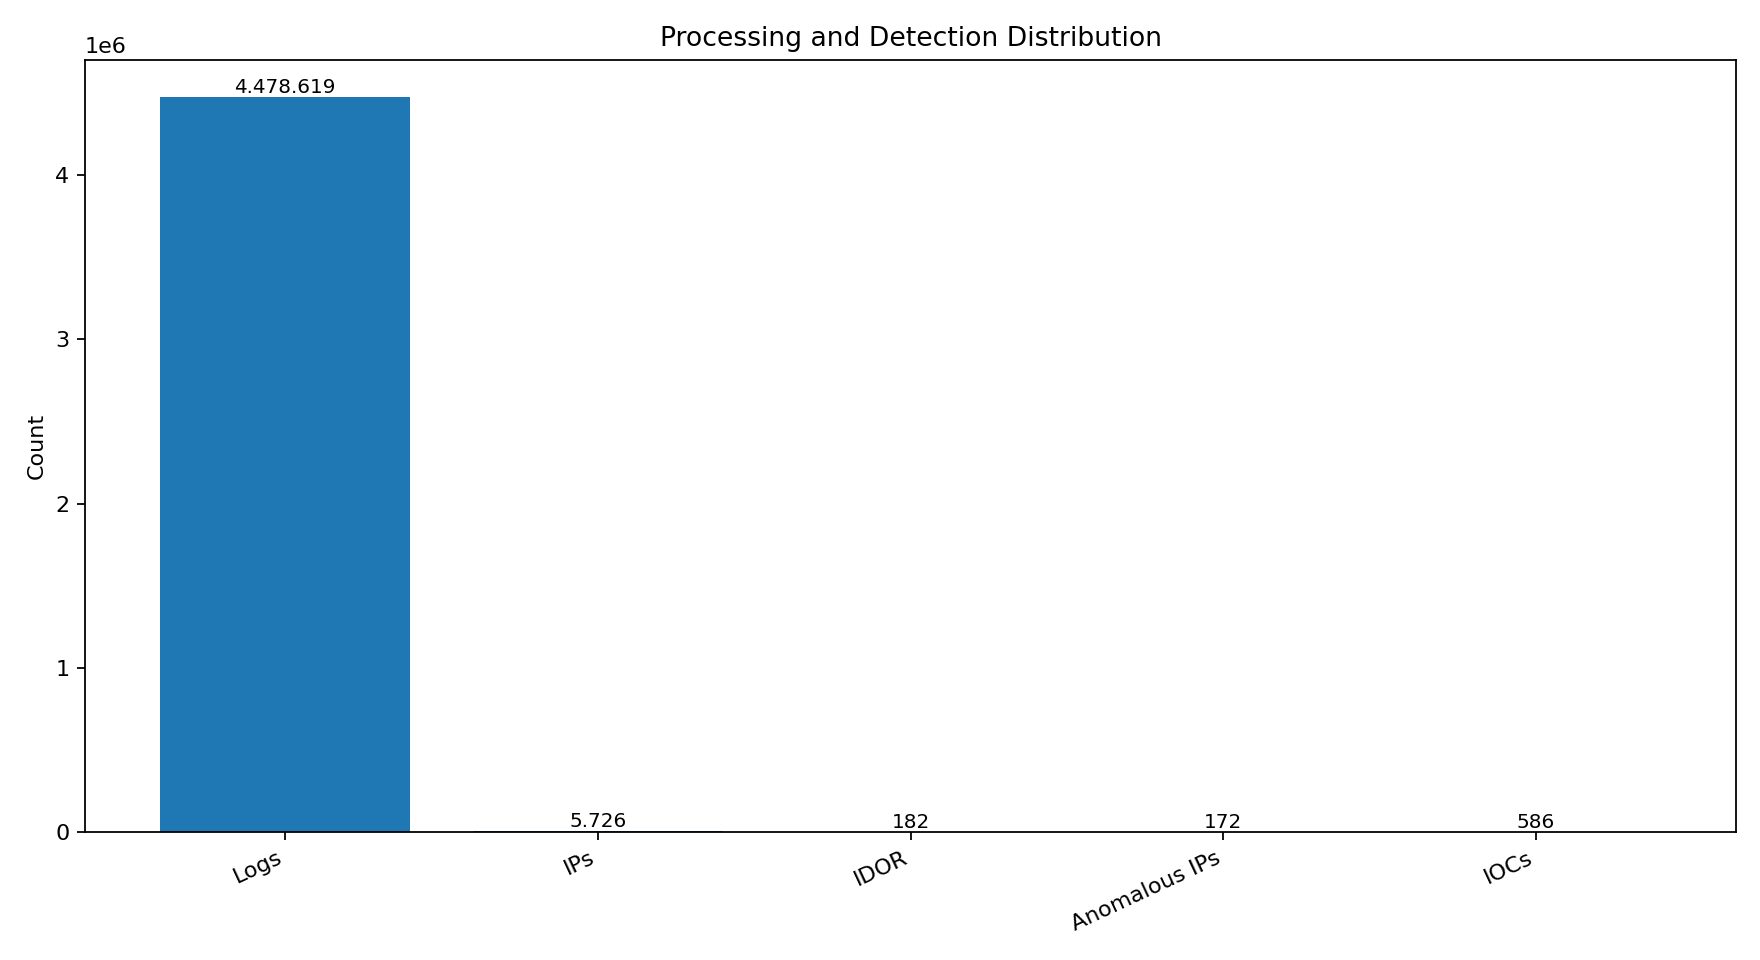 Processing and Detection Distribution
1e6
4.478.619
4
3
2
1
0
Count
5.726
182
172
586
Logs
IPs
IDOR
Anomalous IPs
IOCs